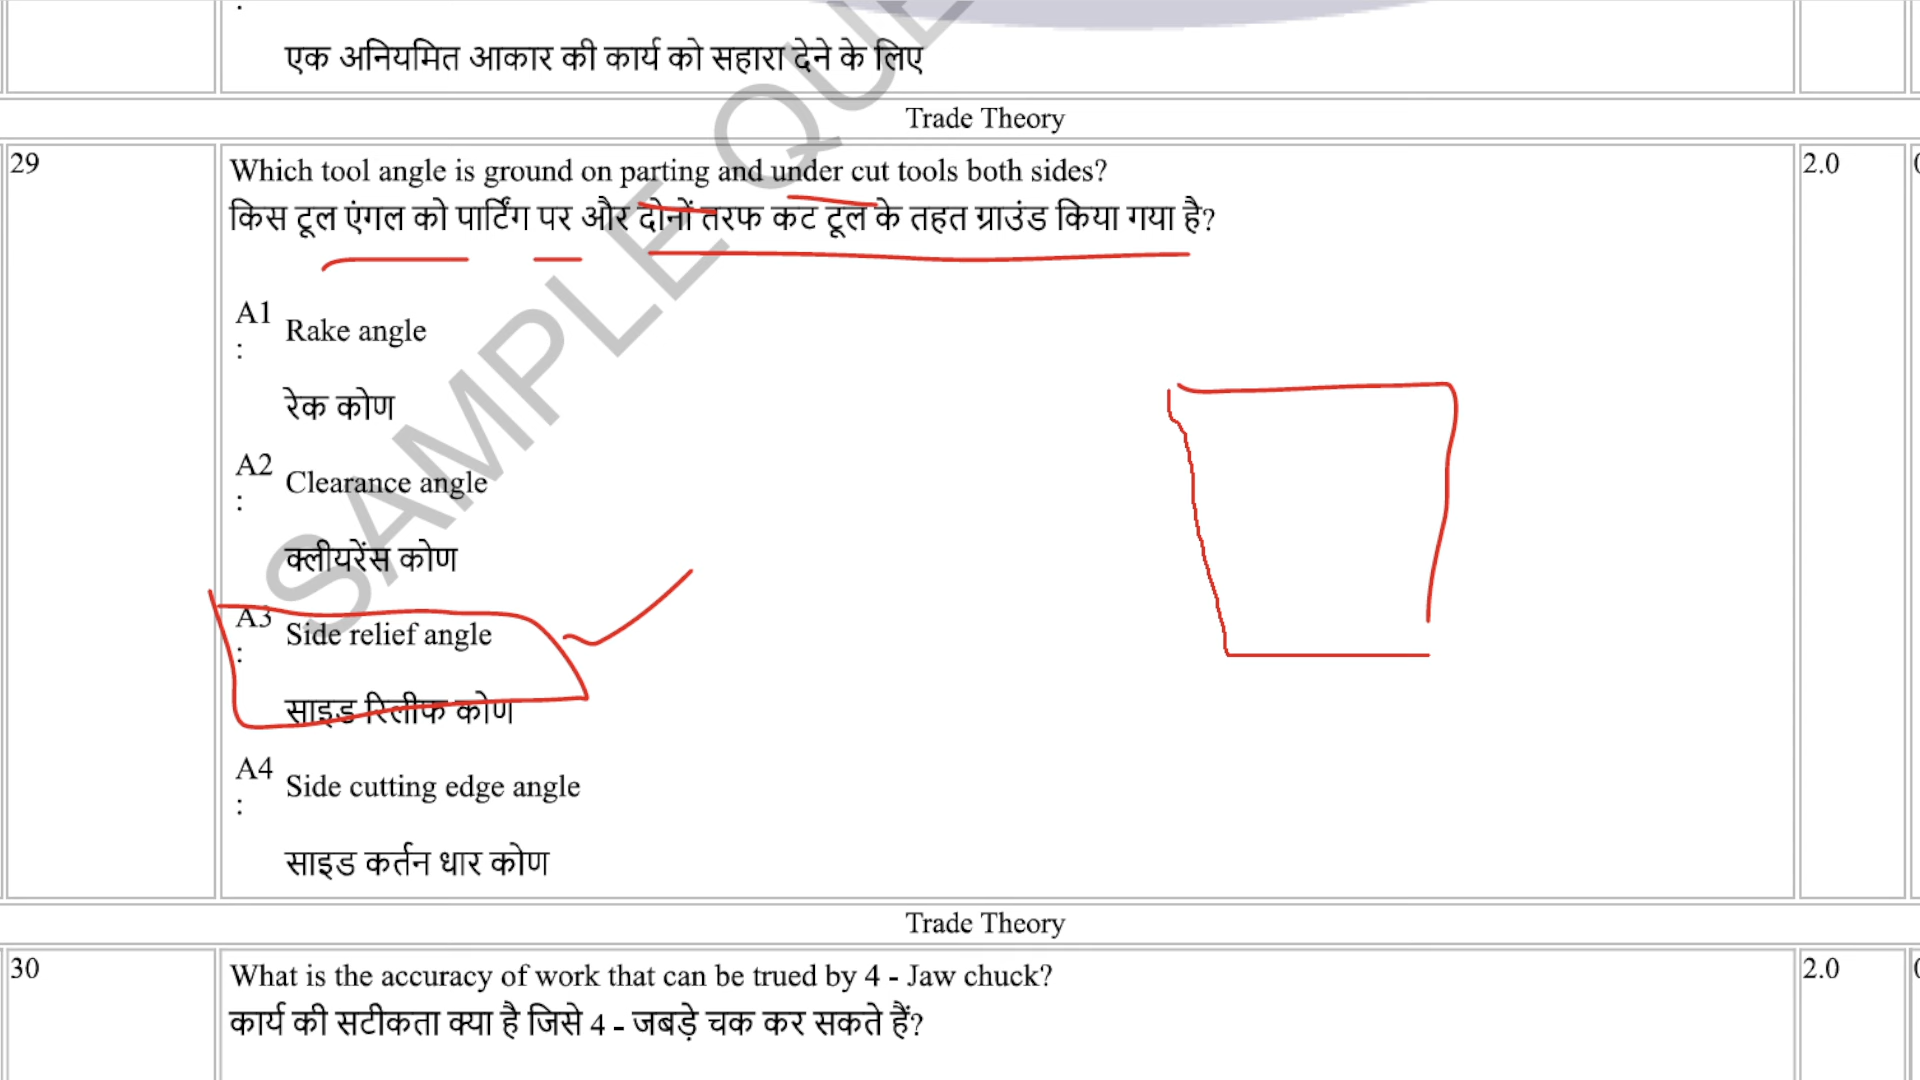 :
एक अनियमित आकार की कार्य को सहारा देने के लिए
Trade Theory
29
Which tool angle is ground on parting and under cut tools both sides?
2.0
किस टूल एंगल को पार्टिंग पर और दोनों तरफ कट टूल के तहत ग्राउंड किया गया है?
A1
:
Rake angle
रेक कोण
A2
:
Clearance angle
क्लीयरेंस कोण
A3
:
Side relief angle
साइड रिलीफ कोण
A4
:
Side cutting edge angle
साइड कर्तन धार कोण
SAMPLE QUE
Trade Theory
30
What is the accuracy of work that can be trued by 4 - Jaw chuck?
2.0
कार्य की सटीकता क्या है जिसे 4 - जबड़े चक कर सकते हैं?